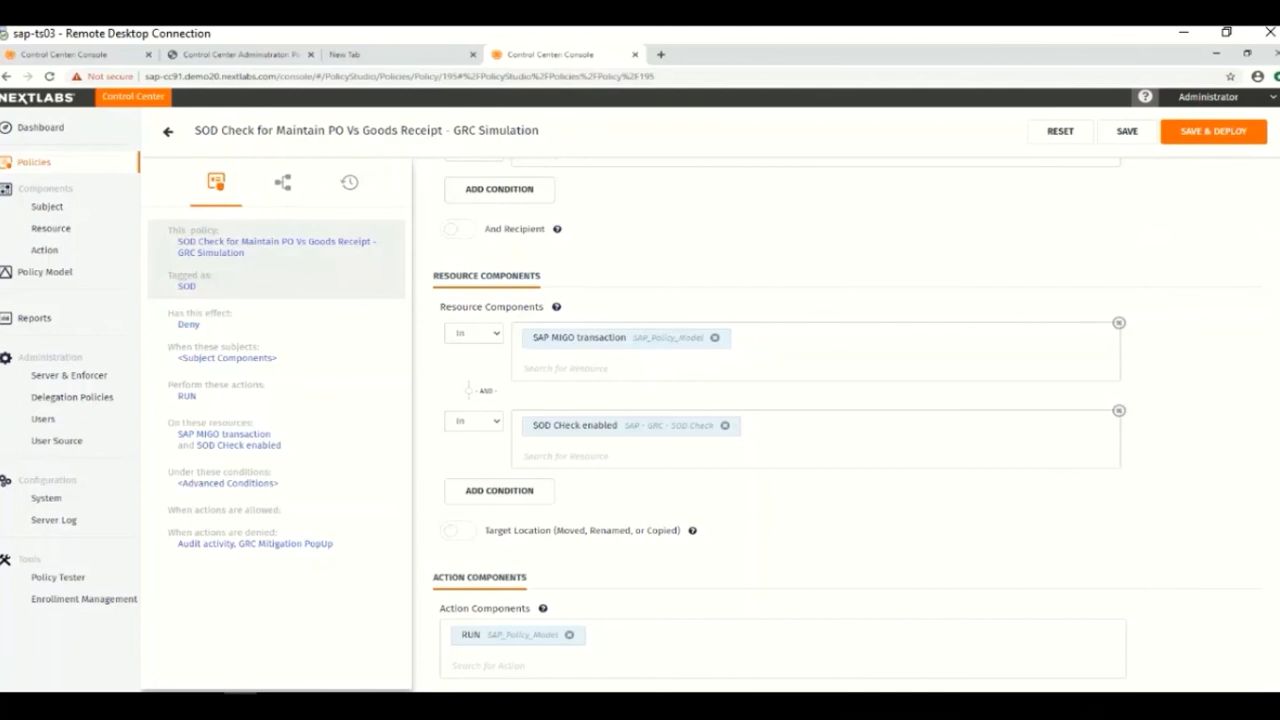 sap-ts03 - Remote Desktop Connection
Control Center Console
Control Center Administrator Po
New Tab
Control Center Console
Not secure
sap-cc91.demo20.nextlabs.com/console/#/PolicyStudio/Policies/Policy/195#%2FPolicyStudio%2FPolicies%2FPolicy%2F195
NEXTLABS
Control Center
Administrator
Dashboard
SOD Check for Maintain PO Vs Goods Receipt - GRC Simulation
RESET
SAVE
SAVE & DEPLOY
Policies
Components
Subject
Resource
Action
Policy Model
Reports
Administration
Server & Enforcer
Delegation Policies
Users
User Source
Configuration
System
Server Log
Tools
Policy Tester
Enrollment Management
This policy:
SOD Check for Maintain PO Vs Goods Receipt -
GRC Simulation
Tagged as:
SOD
Has this effect:
Deny
When these subjects:
<Subject Components>
Perform these actions:
RUN
On these resources:
SAP MIGO transaction
and SOD CHeck enabled
Under these conditions:
<Advanced Conditions>
When actions are allowed:
When actions are denied:
Audit activity, GRC Mitigation PopUp
ADD CONDITION
And Recipient
RESOURCE COMPONENTS
Resource Components
In
SAP MIGO transaction SAP_Policy_Model
Search for Resource
- AND -
In
SOD CHeck enabled SAP - GRC - SOD Check
Search for Resource
ADD CONDITION
Target Location (Moved, Renamed, or Copied)
ACTION COMPONENTS
Action Components
RUN SAP_Policy_Model
Search for Action